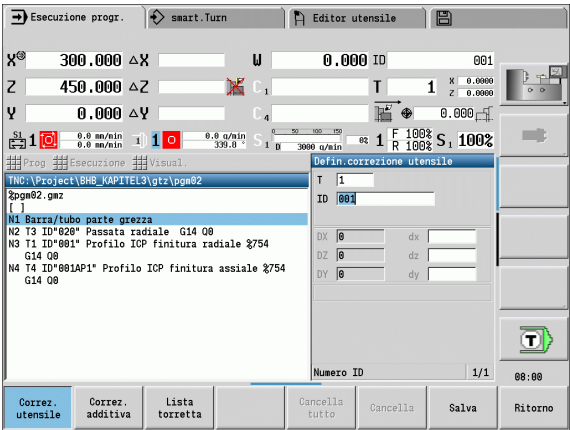 Esecuzione progr. smart.Turn Editor utensile
X 300.000 ΔX W 0.000 ID 001
Z 450.000 ΔZ C 1 T 1 X 0.0000 Z 0.0000
Y 0.000 ΔY C 4 0.000
S1 1 0.0 mm/min 0.0 mm/min 1 1 0.0 g/min 339.8 ° S 1 0 50 100 150 D 3000 g/min 0% 1 F 100% R 100% S 1 100%
Prog Esecuzione Visual.
Defin.correzione utensile
TNC:\Project\BHB_KAPITEL3\gtz\pgm02
%pgm02.gmz
[ ]
N1 Barra/tubo parte grezza
N2 T3 ID"020" Passata radiale G14 Q0
N3 T1 ID"001" Profilo ICP finitura radiale %754
G14 Q0
N4 T4 ID"001AP1" Profilo ICP finitura assiale %754
G14 Q0
T 1
ID 001
DX 0 dx
DZ 0 dz
DY 0 dy
Numero ID 1/1
T
08:00
Correz. utensile
Correz. additiva
Lista torretta
Cancella tutto
Cancella
Salva
Ritorno